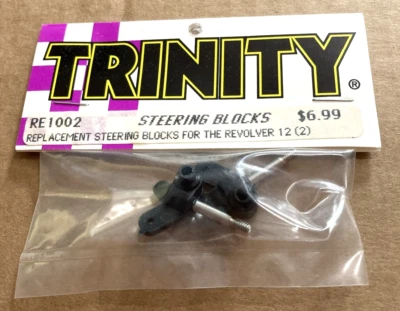 TRINITY®
RE1002 STEERING BLOCKS $6.99
REPLACEMENT STEERING BLOCKS FOR THE REVOLVER 12 (2)